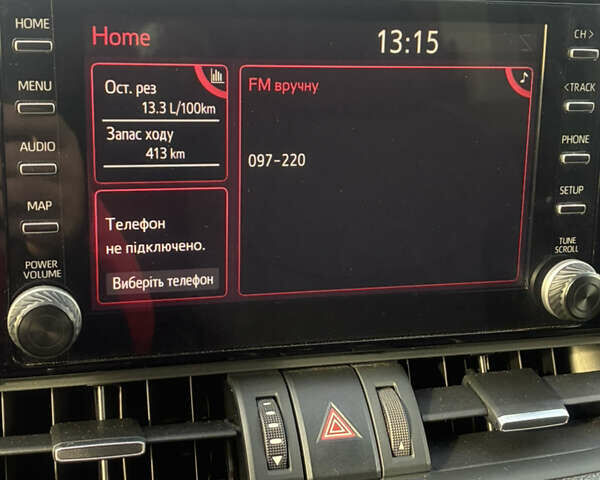 HOME
MENU
AUDIO
MAP
POWER
VOLUME
Home
13:15
Ост. рез
13.3 L/100km
Запас ходу
413 km
Телефон
не підключено.
Виберіть телефон
FM вручну
097-220
CH >
< TRACK
PHONE
SETUP
TUNE
SCROLL